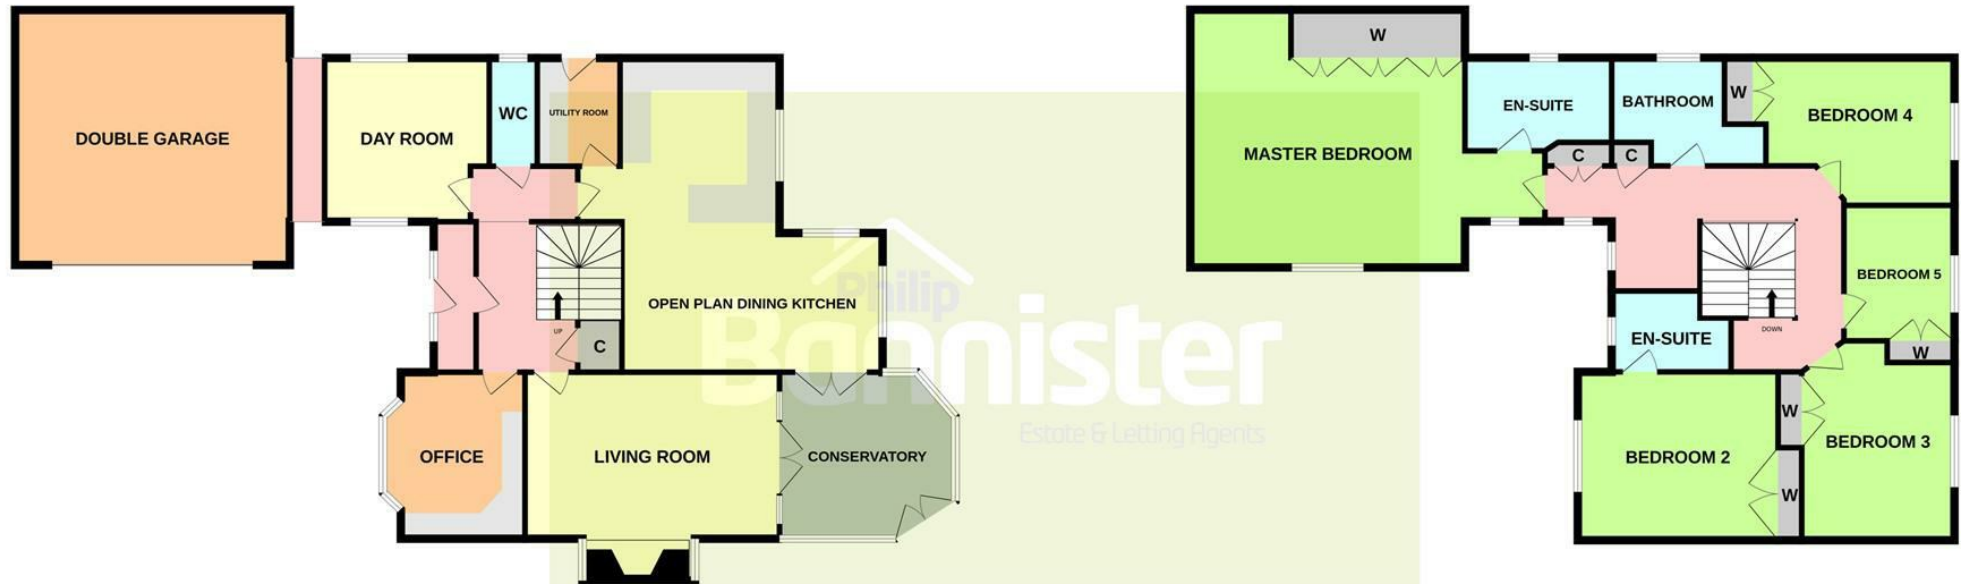 DOUBLE GARAGE
DAY ROOM
WC
UTILITY ROOM
OPEN PLAN DINING KITCHEN
UP
C
OFFICE
LIVING ROOM
CONSERVATORY
Philip
Bannister
Estate & Letting Agents
W
MASTER BEDROOM
EN-SUITE
BATHROOM
W
BEDROOM 4
C
C
BEDROOM 5
W
DOWN
EN-SUITE
W
BEDROOM 3
BEDROOM 2
W